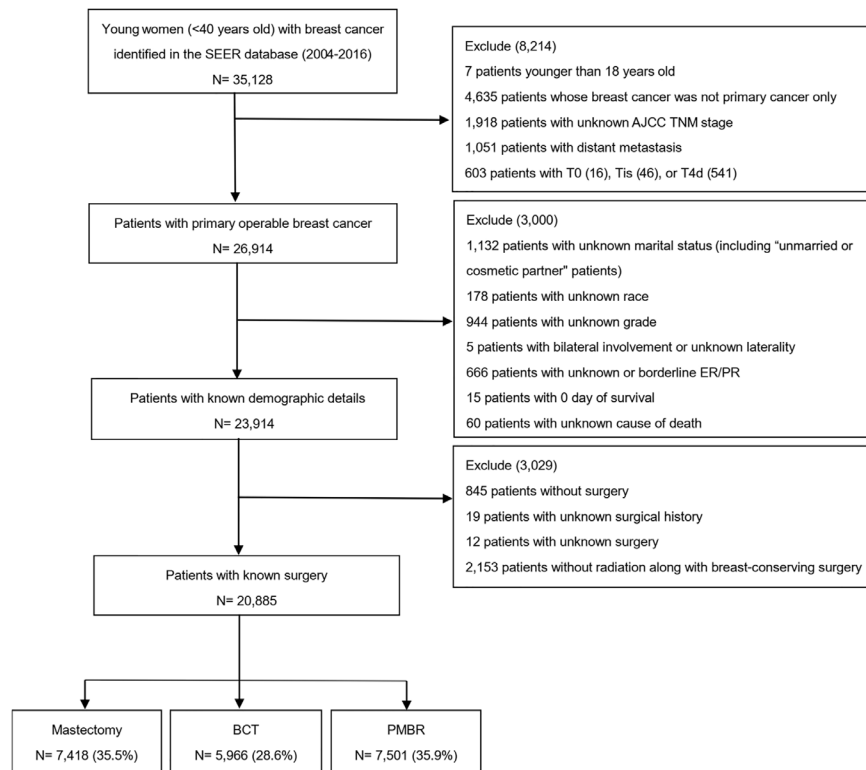 Young women (<40 years old) with breast cancer
identified in the SEER database (2004-2016)
N= 35,128
Exclude (8,214)
7 patients younger than 18 years old
4,635 patients whose breast cancer was not primary cancer only
1,918 patients with unknown AJCC TNM stage
1,051 patients with distant metastasis
603 patients with T0 (16), Tis (46), or T4d (541)
Patients with primary operable breast cancer
N= 26,914
Exclude (3,000)
1,132 patients with unknown marital status (including “unmarried or
cosmetic partner" patients)
178 patients with unknown race
944 patients with unknown grade
5 patients with bilateral involvement or unknown laterality
666 patients with unknown or borderline ER/PR
15 patients with 0 day of survival
60 patients with unknown cause of death
Patients with known demographic details
N= 23,914
Exclude (3,029)
845 patients without surgery
19 patients with unknown surgical history
12 patients with unknown surgery
2,153 patients without radiation along with breast-conserving surgery
Patients with known surgery
N= 20,885
Mastectomy
N= 7,418 (35.5%)
BCT
N= 5,966 (28.6%)
PMBR
N= 7,501 (35.9%)